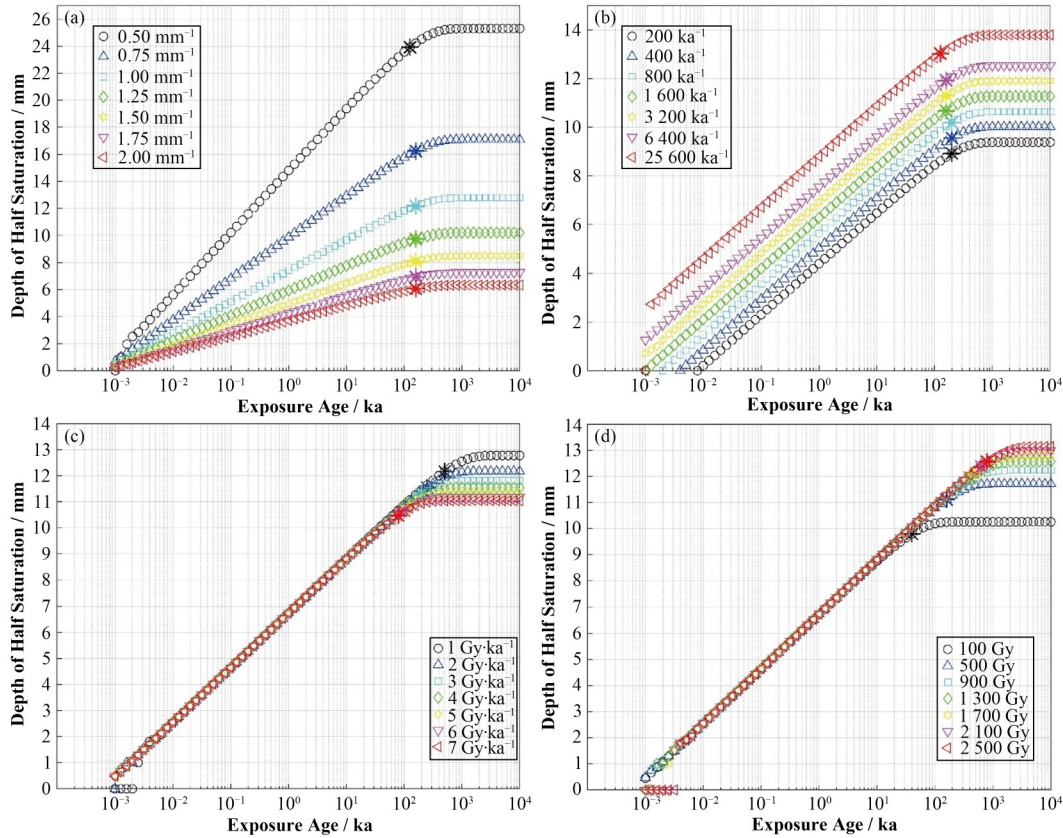 (a)
0.50 mm⁻¹
0.75 mm⁻¹
1.00 mm⁻¹
1.25 mm⁻¹
1.50 mm⁻¹
1.75 mm⁻¹
2.00 mm⁻¹
Depth of Half Saturation / mm
26
24
22
20
18
16
14
12
10
8
6
4
2
0
10⁻³ 10⁻² 10⁻¹ 10⁰ 10¹ 10² 10³ 10⁴
Exposure Age / ka
(b)
200 ka⁻¹
400 ka⁻¹
800 ka⁻¹
1 600 ka⁻¹
3 200 ka⁻¹
6 400 ka⁻¹
25 600 ka⁻¹
Depth of Half Saturation / mm
14
12
10
8
6
4
2
0
10⁻³ 10⁻² 10⁻¹ 10⁰ 10¹ 10² 10³ 10⁴
Exposure Age / ka
(c)
Depth of Half Saturation / mm
14
13
12
11
10
9
8
7
6
5
4
3
2
1
0
1 Gy·ka⁻¹
2 Gy·ka⁻¹
3 Gy·ka⁻¹
4 Gy·ka⁻¹
5 Gy·ka⁻¹
6 Gy·ka⁻¹
7 Gy·ka⁻¹
10⁻³ 10⁻² 10⁻¹ 10⁰ 10¹ 10² 10³ 10⁴
Exposure Age / ka
(d)
Depth of Half Saturation / mm
14
13
12
11
10
9
8
7
6
5
4
3
2
1
0
100 Gy
500 Gy
900 Gy
1 300 Gy
1 700 Gy
2 100 Gy
2 500 Gy
10⁻³ 10⁻² 10⁻¹ 10⁰ 10¹ 10² 10³ 10⁴
Exposure Age / ka